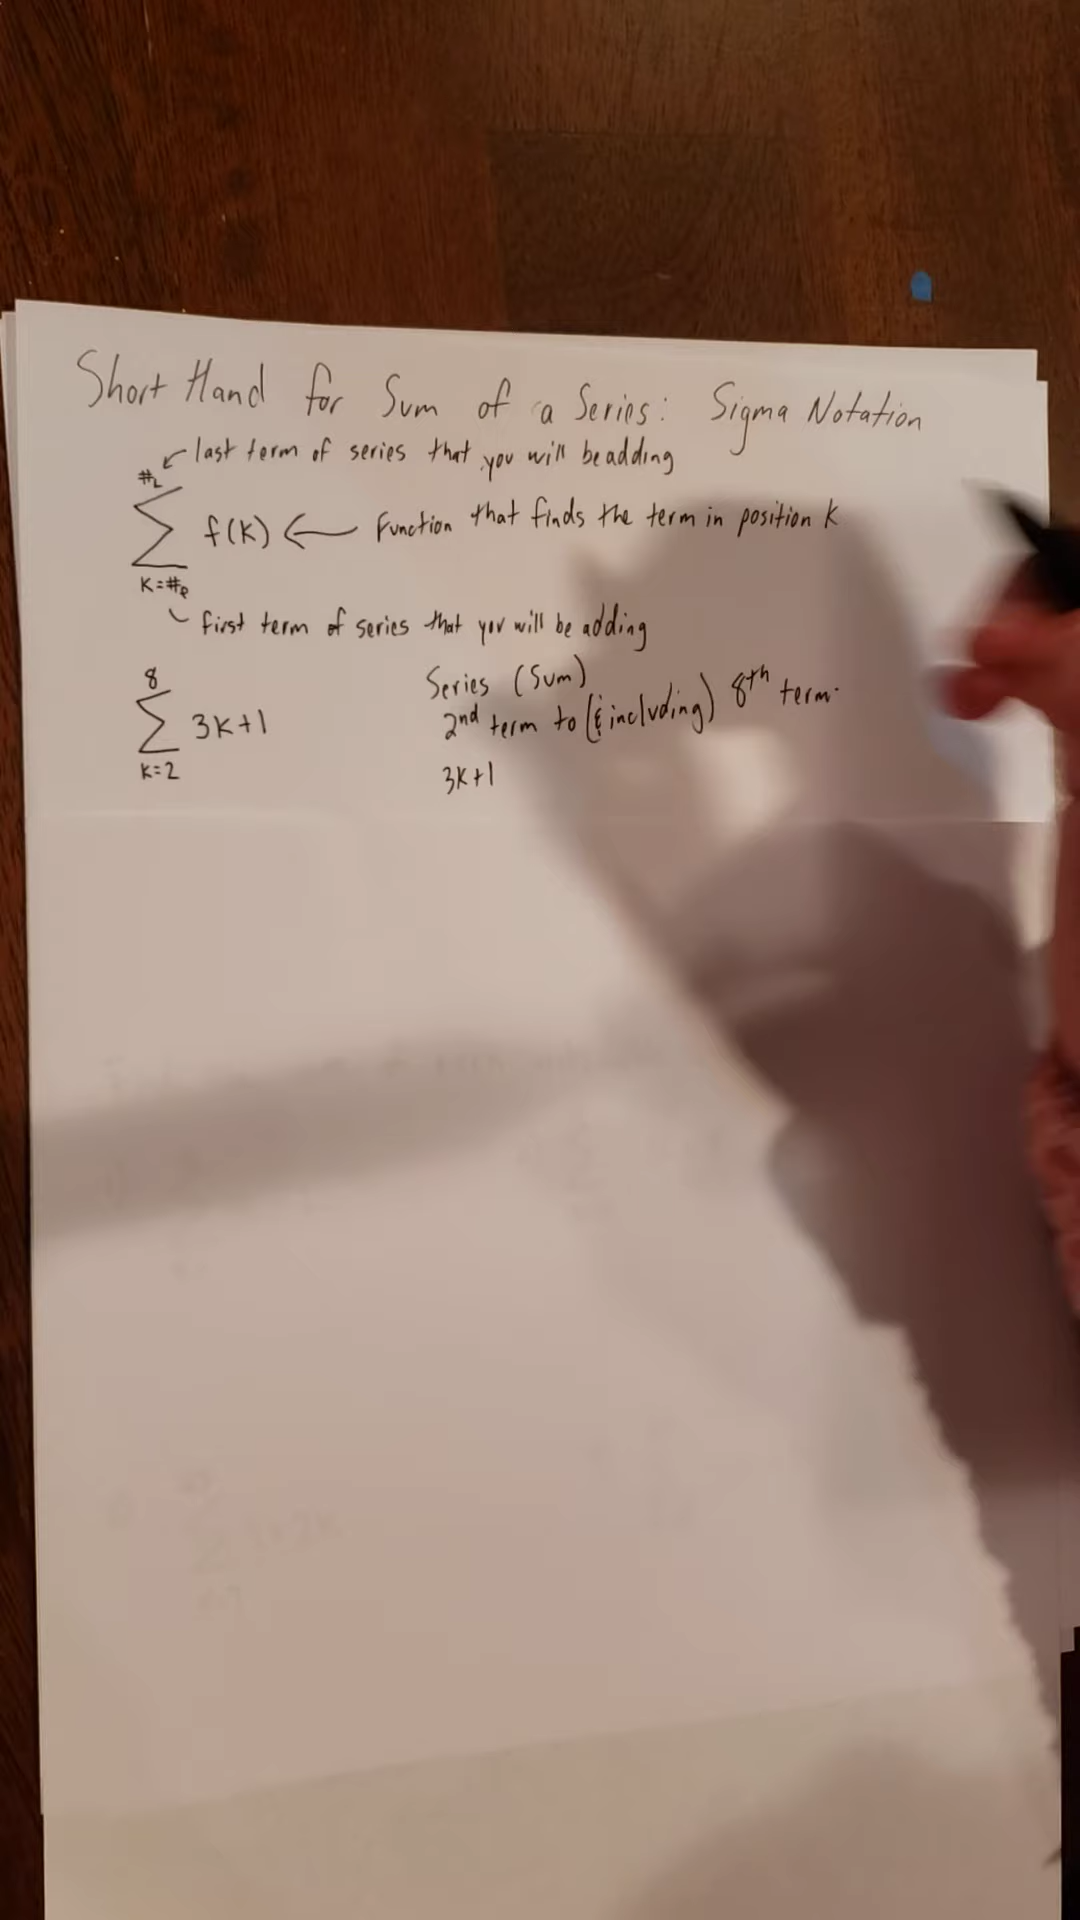 Short Hand for Sum of a Series: Sigma Notation
#L ← last term of series that you will be adding
∑ f(k) ← Function that finds the term in position k
k=#
first term of series that you will be adding
8
∑ 3k+1
k=2
Series (Sum)
2nd term to (& including) 8th term.
3k+1